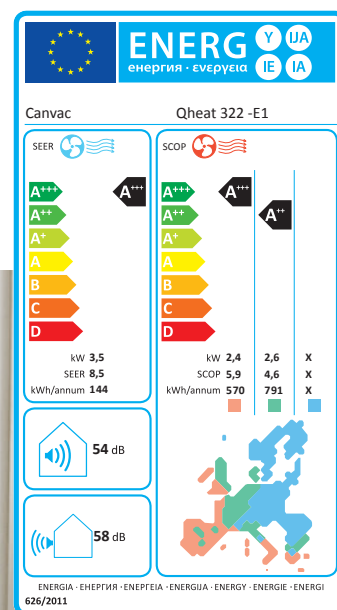 ENERG Y IJA
енергия · ενεργεια IE IA
Canvac Qheat 322 -E1
SEER
SCOP
A+++ A+++ A+++ A+++
A++ A++ A++
A+ A+
A A
B B
C C
D D
kW 3,5
SEER 8,5
kWh/annum 144
kW 2,4 2,6 X
SCOP 5,9 4,6 X
kWh/annum 570 791 X
54 dB
58 dB
ENERGIA · ЕНЕРГИЯ · ΕΝΕΡΓΕΙΑ · ENERGIJA · ENERGY · ENERGIE · ENERGI
626/2011